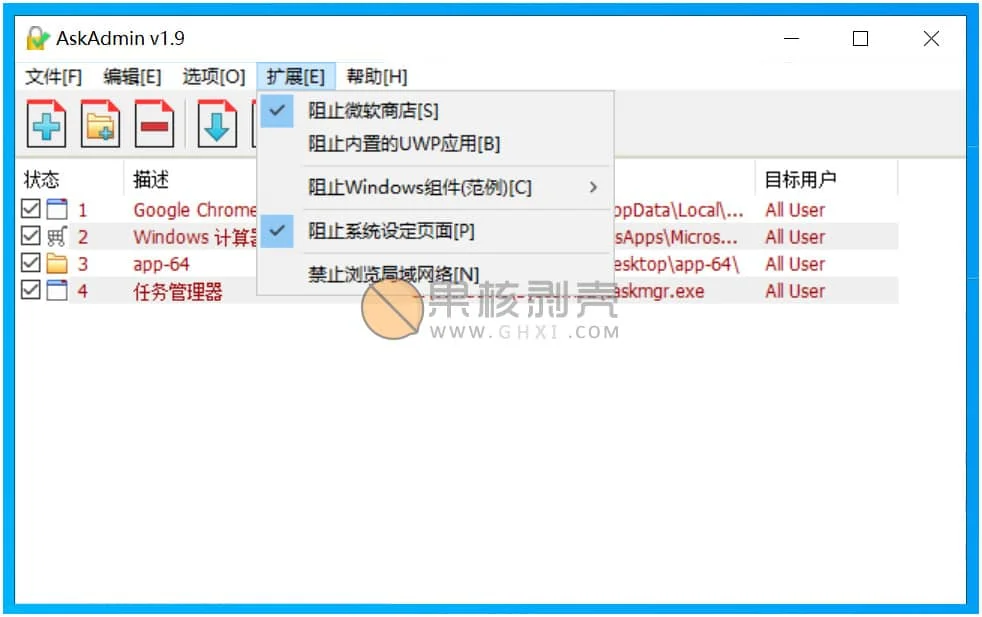 AskAdmin v1.9
文件[F] 编辑[E] 选项[O] 扩展[E] 帮助[H]
阻止微软商店[S]
阻止内置的UWP应用[B]
阻止Windows组件(范例)[C]
阻止系统设定页面[P]
禁止浏览局域网络[N]
状态 描述 目标用户
1 Google Chrome ppData\Local\... All User
2 Windows 计算器 sApps\Micros... All User
3 app-64 esktop\app-64\ All User
4 任务管理器 askmgr.exe All User
果核剥壳
WWW.GHXI.COM